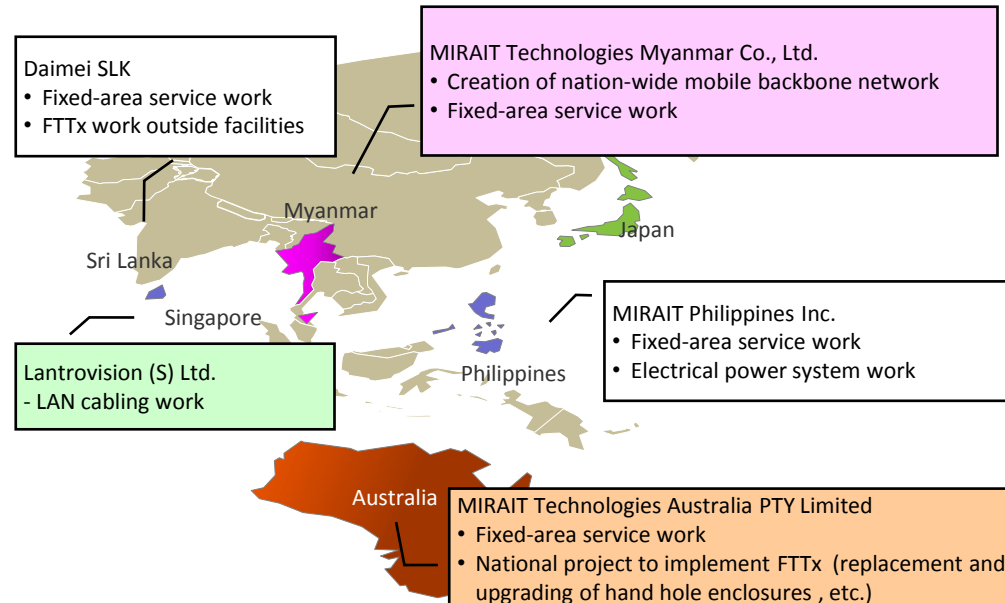 Daimei SLK
• Fixed-area service work
• FTTx work outside facilities
MIRAIT Technologies Myanmar Co., Ltd.
• Creation of nation-wide mobile backbone network
• Fixed-area service work
Myanmar
Japan
Sri Lanka
Singapore
Philippines
MIRAIT Philippines Inc.
• Fixed-area service work
• Electrical power system work
Lantrovision (S) Ltd.
- LAN cabling work
Australia
MIRAIT Technologies Australia PTY Limited
• Fixed-area service work
• National project to implement FTTx (replacement and
upgrading of hand hole enclosures , etc.)